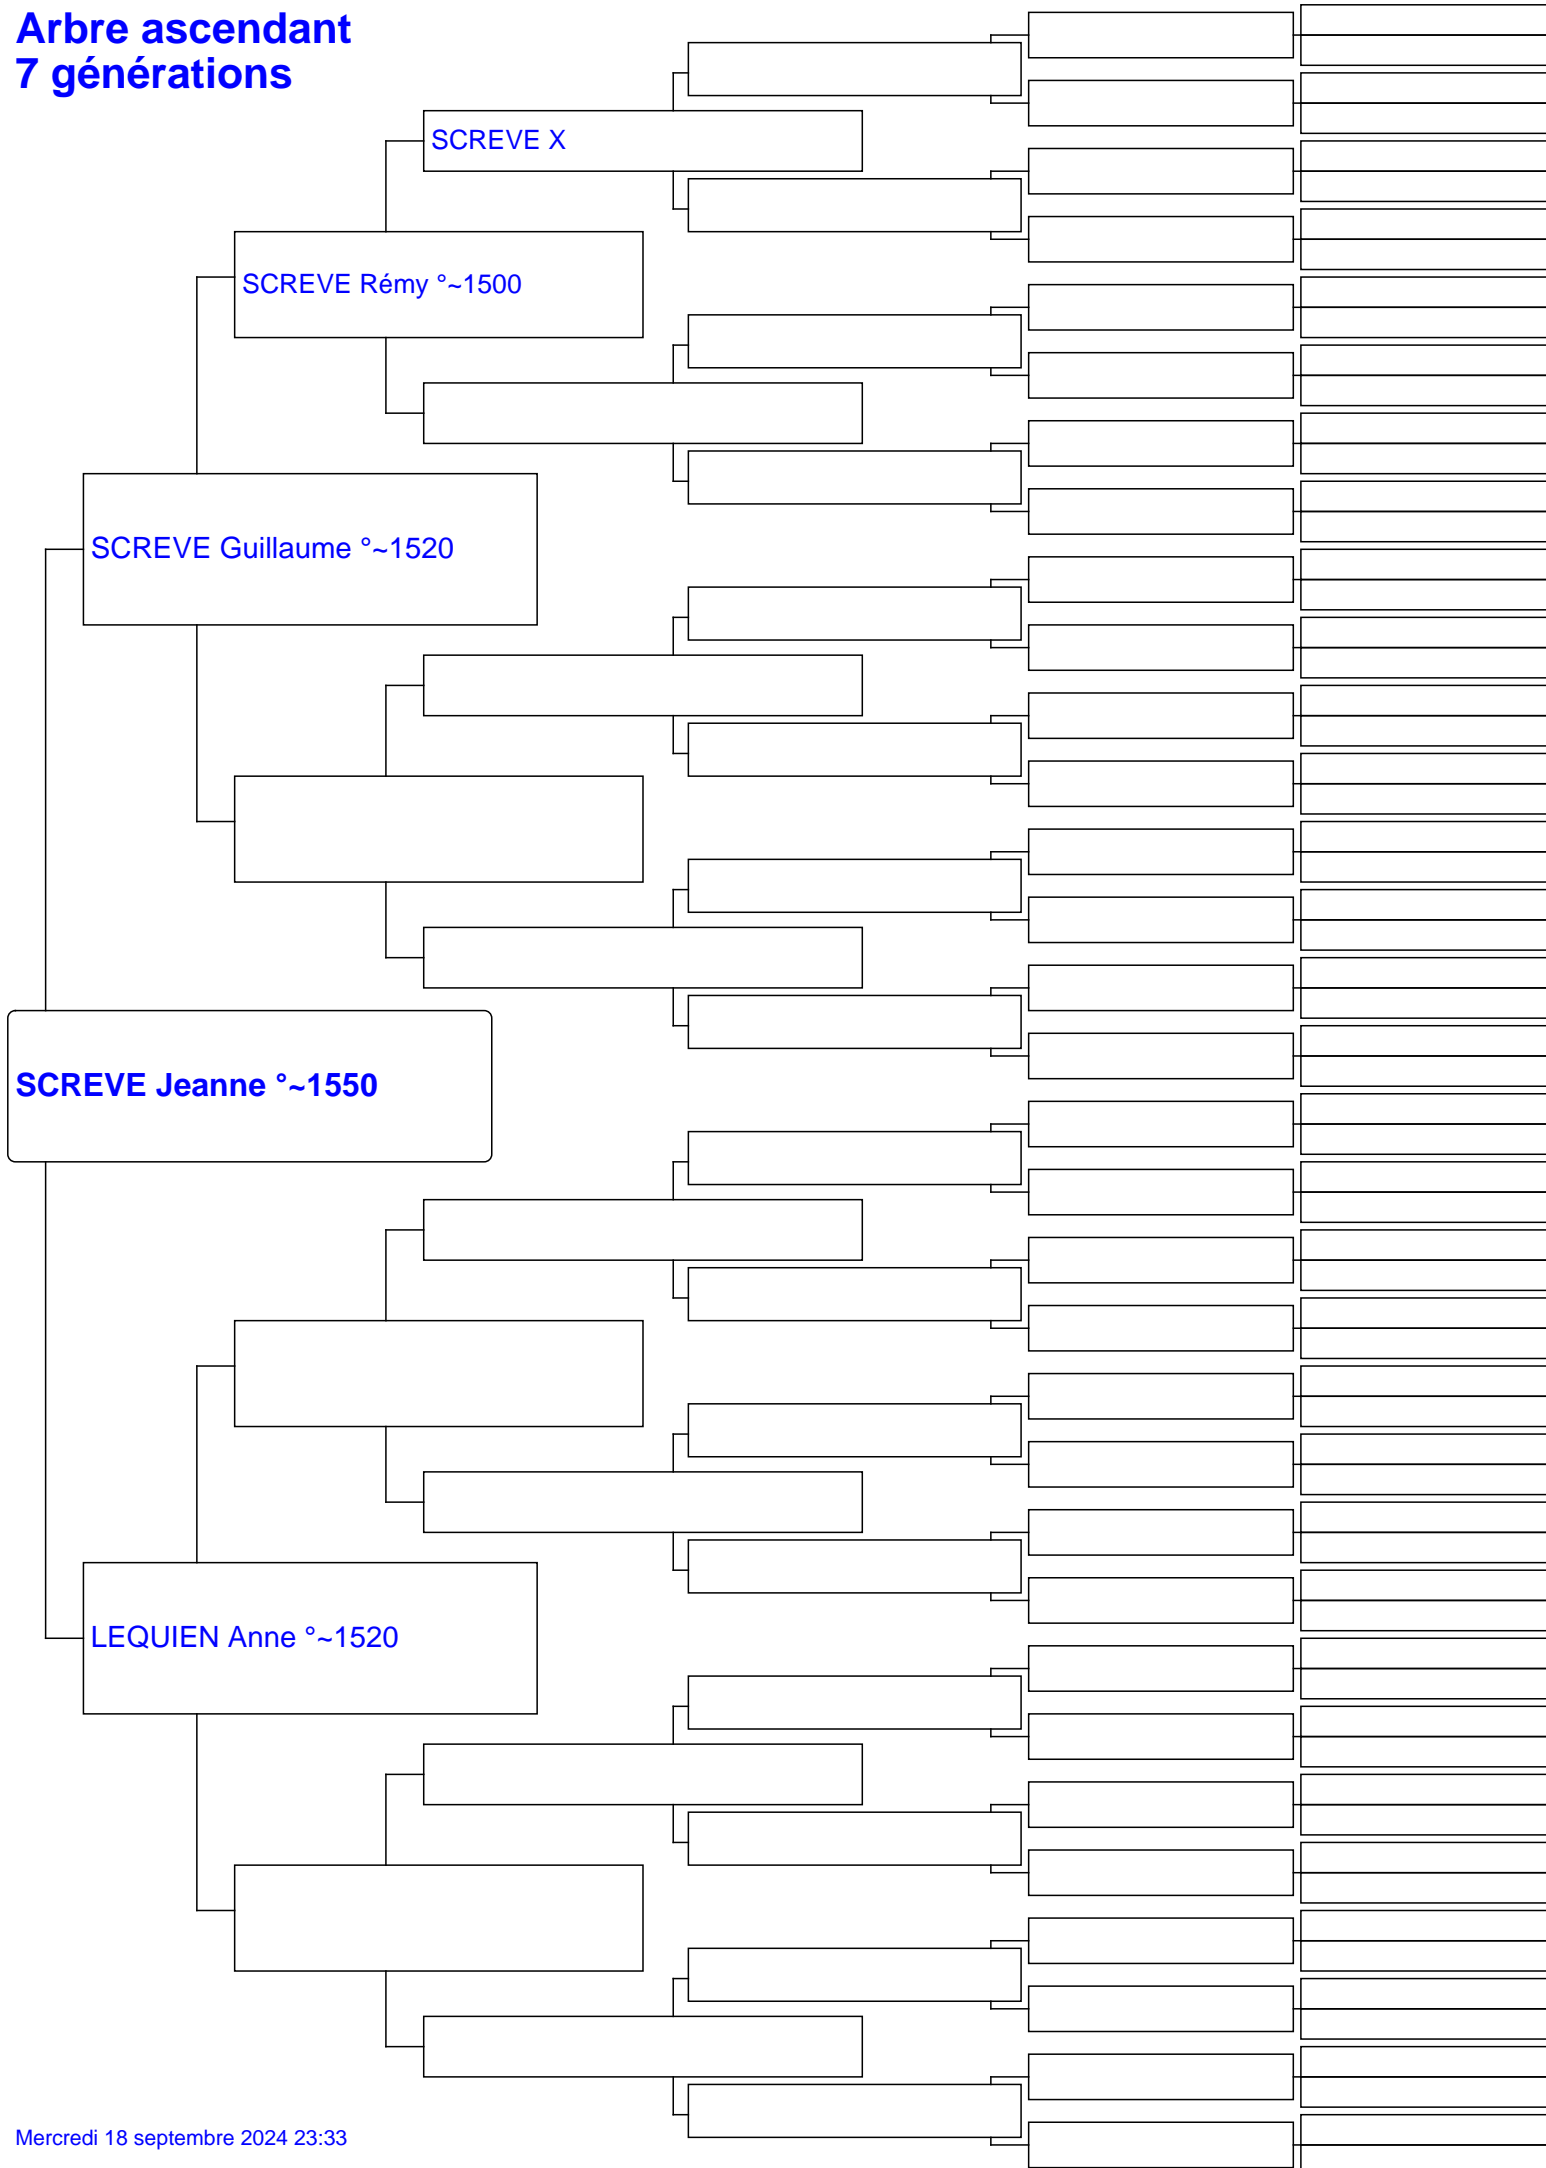 Arbre ascendant
7 générations
SCREVE X
SCREVE Rémy °~1500
SCREVE Guillaume °~1520
SCREVE Jeanne °~1550
LEQUIEN Anne °~1520
Mercredi 18 septembre 2024 23:33